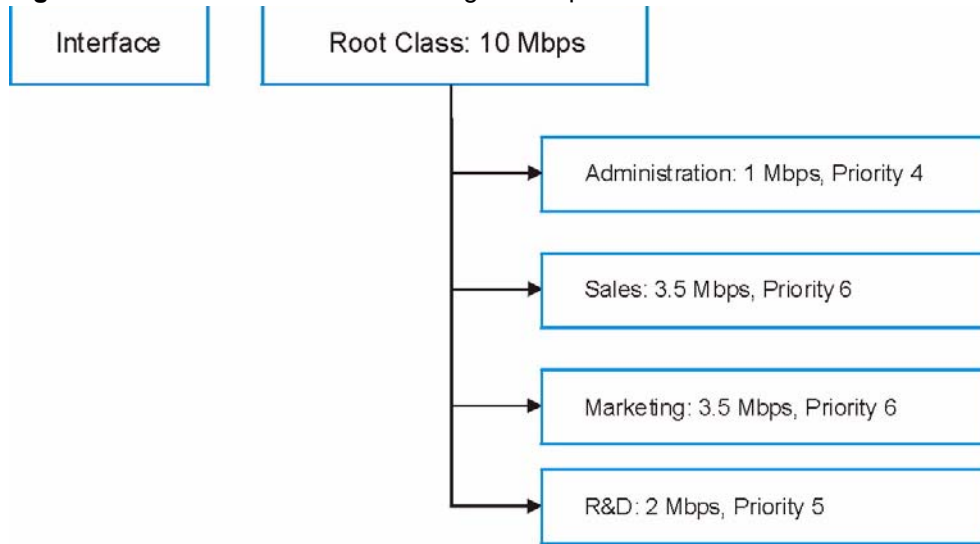 Interface
Root Class: 10 Mbps
Administration: 1 Mbps, Priority 4
Sales: 3.5 Mbps, Priority 6
Marketing: 3.5 Mbps, Priority 6
R&D: 2 Mbps, Priority 5